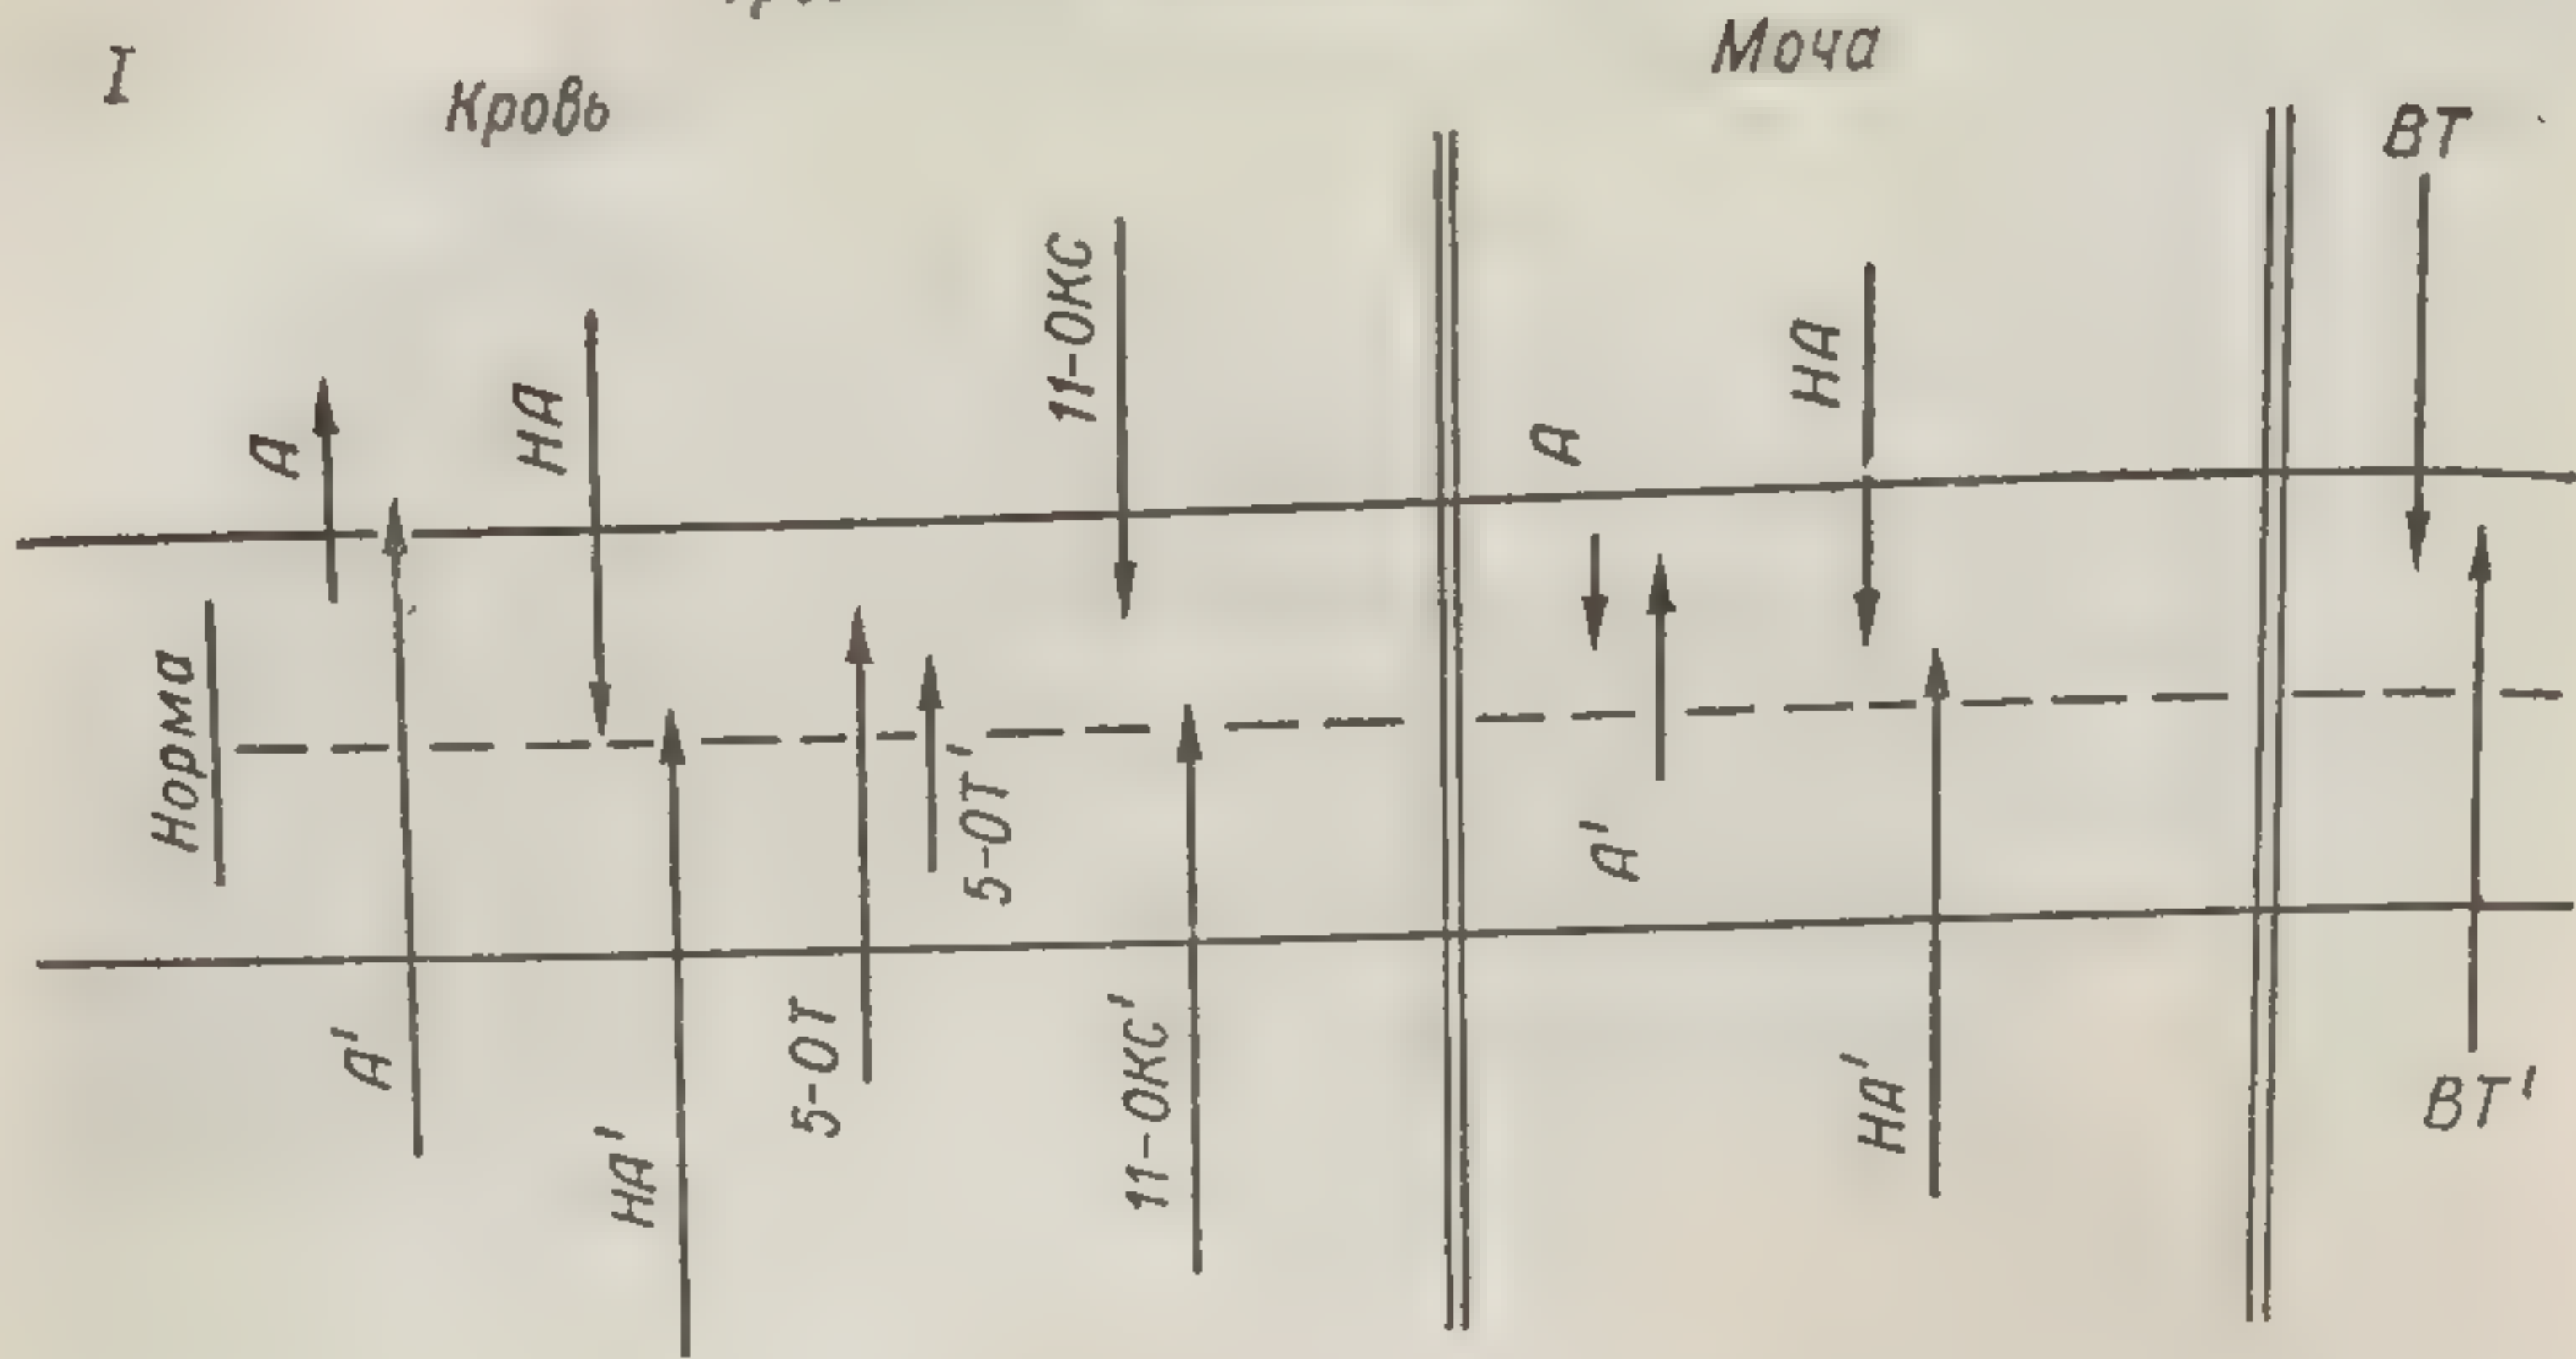 I
Кровь
Моча
ВТ
А
НА
11-ОКС
А
НА
Норма
5-ОТ'
А'
А'
НА'
5-ОТ
11-ОКС'
НА'
ВТ'